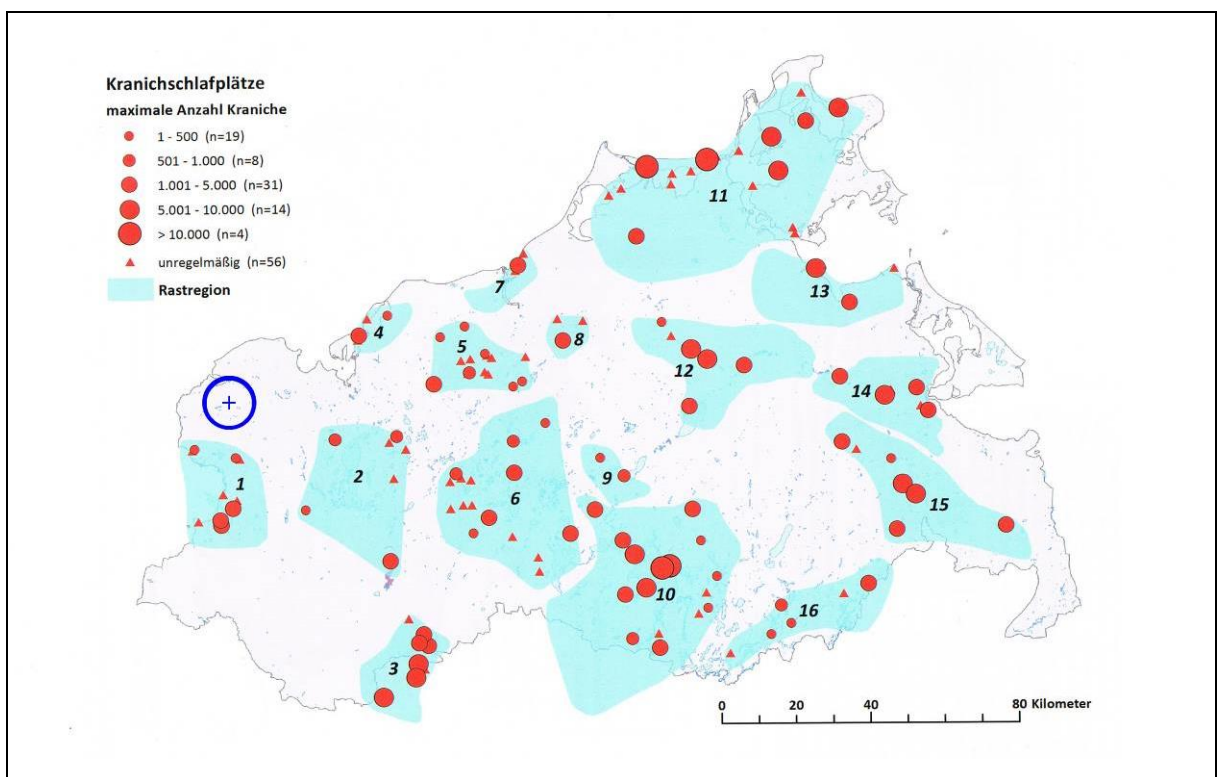 Kranichschlafplätze
maximale Anzahl Kraniche
1 - 500 (n=19)
501 - 1.000 (n=8)
1.001 - 5.000 (n=31)
5.001 - 10.000 (n=14)
> 10.000 (n=4)
unregelmäßig (n=56)
Rastregion
11
7
13
4
5
8
12
14
1
2
6
9
15
10
16
3
0 20 40 80 Kilometer